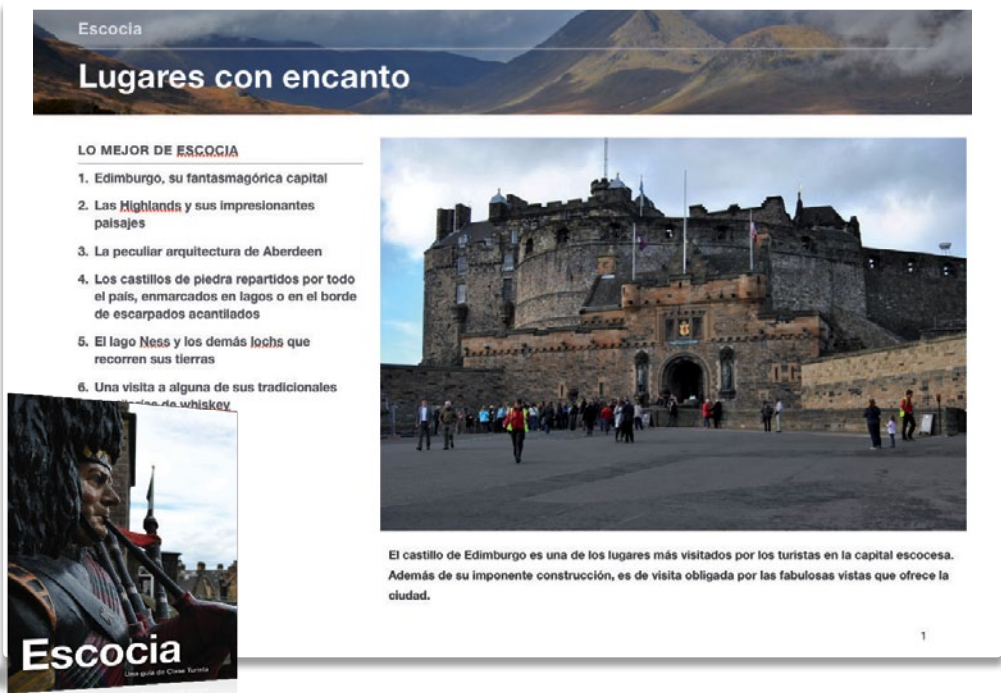 Escocia
Lugares con encanto
LO MEJOR DE ESCOCIA
1. Edimburgo, su fantasmagórica capital
2. Las Highlands y sus impresionantes
paisajes
3. La peculiar arquitectura de Aberdeen
4. Los castillos de piedra repartidos por todo
el país, enmarcados en lagos o en el borde
de escarpados acantilados
5. El lago Ness y los demás lochs que
recorren sus tierras
6. Una visita a alguna de sus tradicionales
de whiskey
El castillo de Edimburgo es una de los lugares más visitados por los turistas en la capital escocesa.
Además de su imponente construcción, es de visita obligada por las fabulosas vistas que ofrece la
ciudad.
1
Escocia
Una guía de Clase Turista